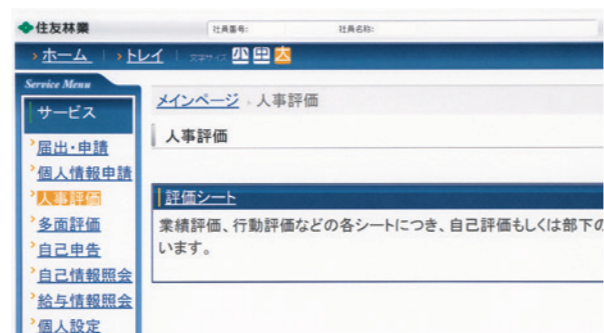 住友林業
社員番号:
社員名称:
ホーム
トレイ
文字サイズ 小 中 大
Service Menu
サービス
届出・申請
個人情報申請
人事評価
多面評価
自己申告
自己情報照会
給与情報照会
個人設定
メインページ 人事評価
人事評価
評価シート
業績評価、行動評価などの各シートにつき、自己評価もしくは部下の
います。